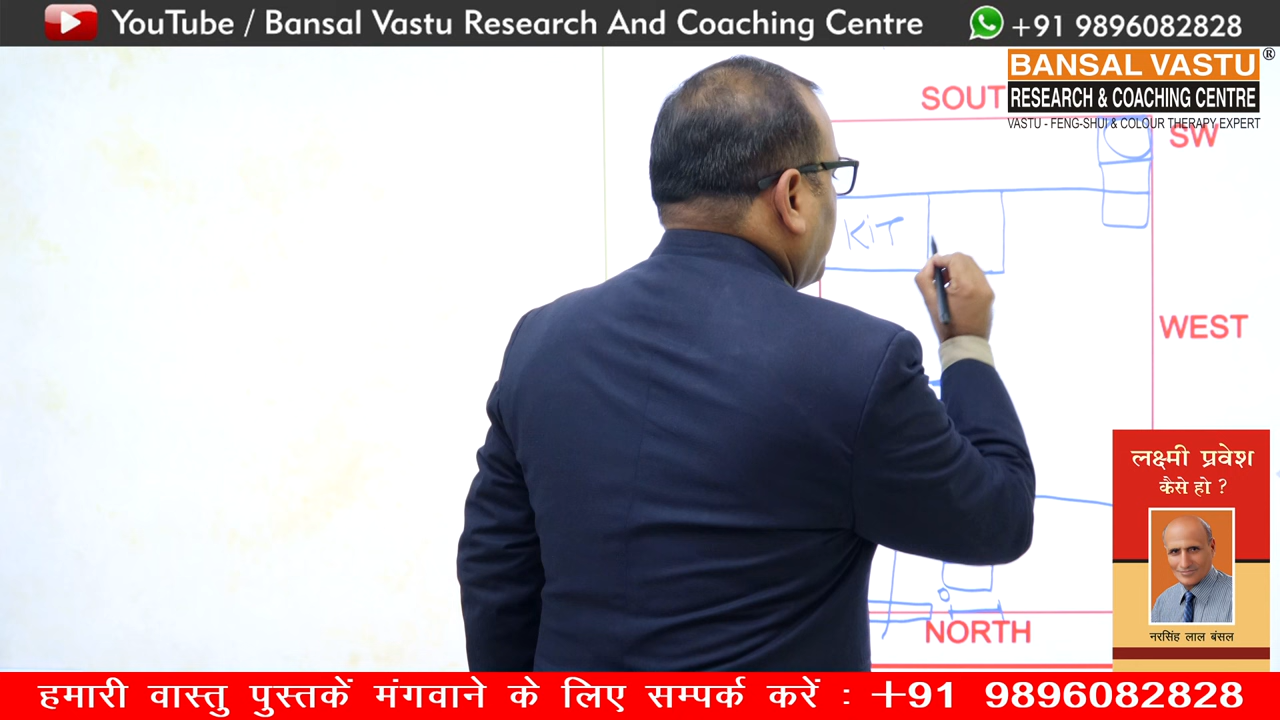 YouTube / Bansal Vastu Research And Coaching Centre
+91 9896082828
BANSAL VASTU ®
RESEARCH & COACHING CENTRE
VASTU - FENG-SHUI & COLOUR THERAPY EXPERT
SW
KIT
WEST
लक्ष्मी प्रवेश
कैसे हो ?
नरसिंह लाल बंसल
NORTH
हमारी वास्तु पुस्तकें मंगवाने के लिए सम्पर्क करें : +91 9896082828